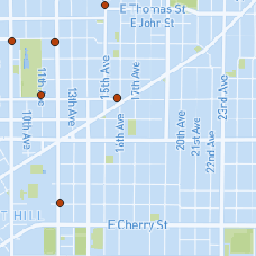 E Thomas St
E John St
15th Ave
17th Ave
11th Ave
13th Ave
10th Ave
16th Ave
23rd Ave
20th Ave
21st Ave
22nd Ave
T HILL
E Cherry St